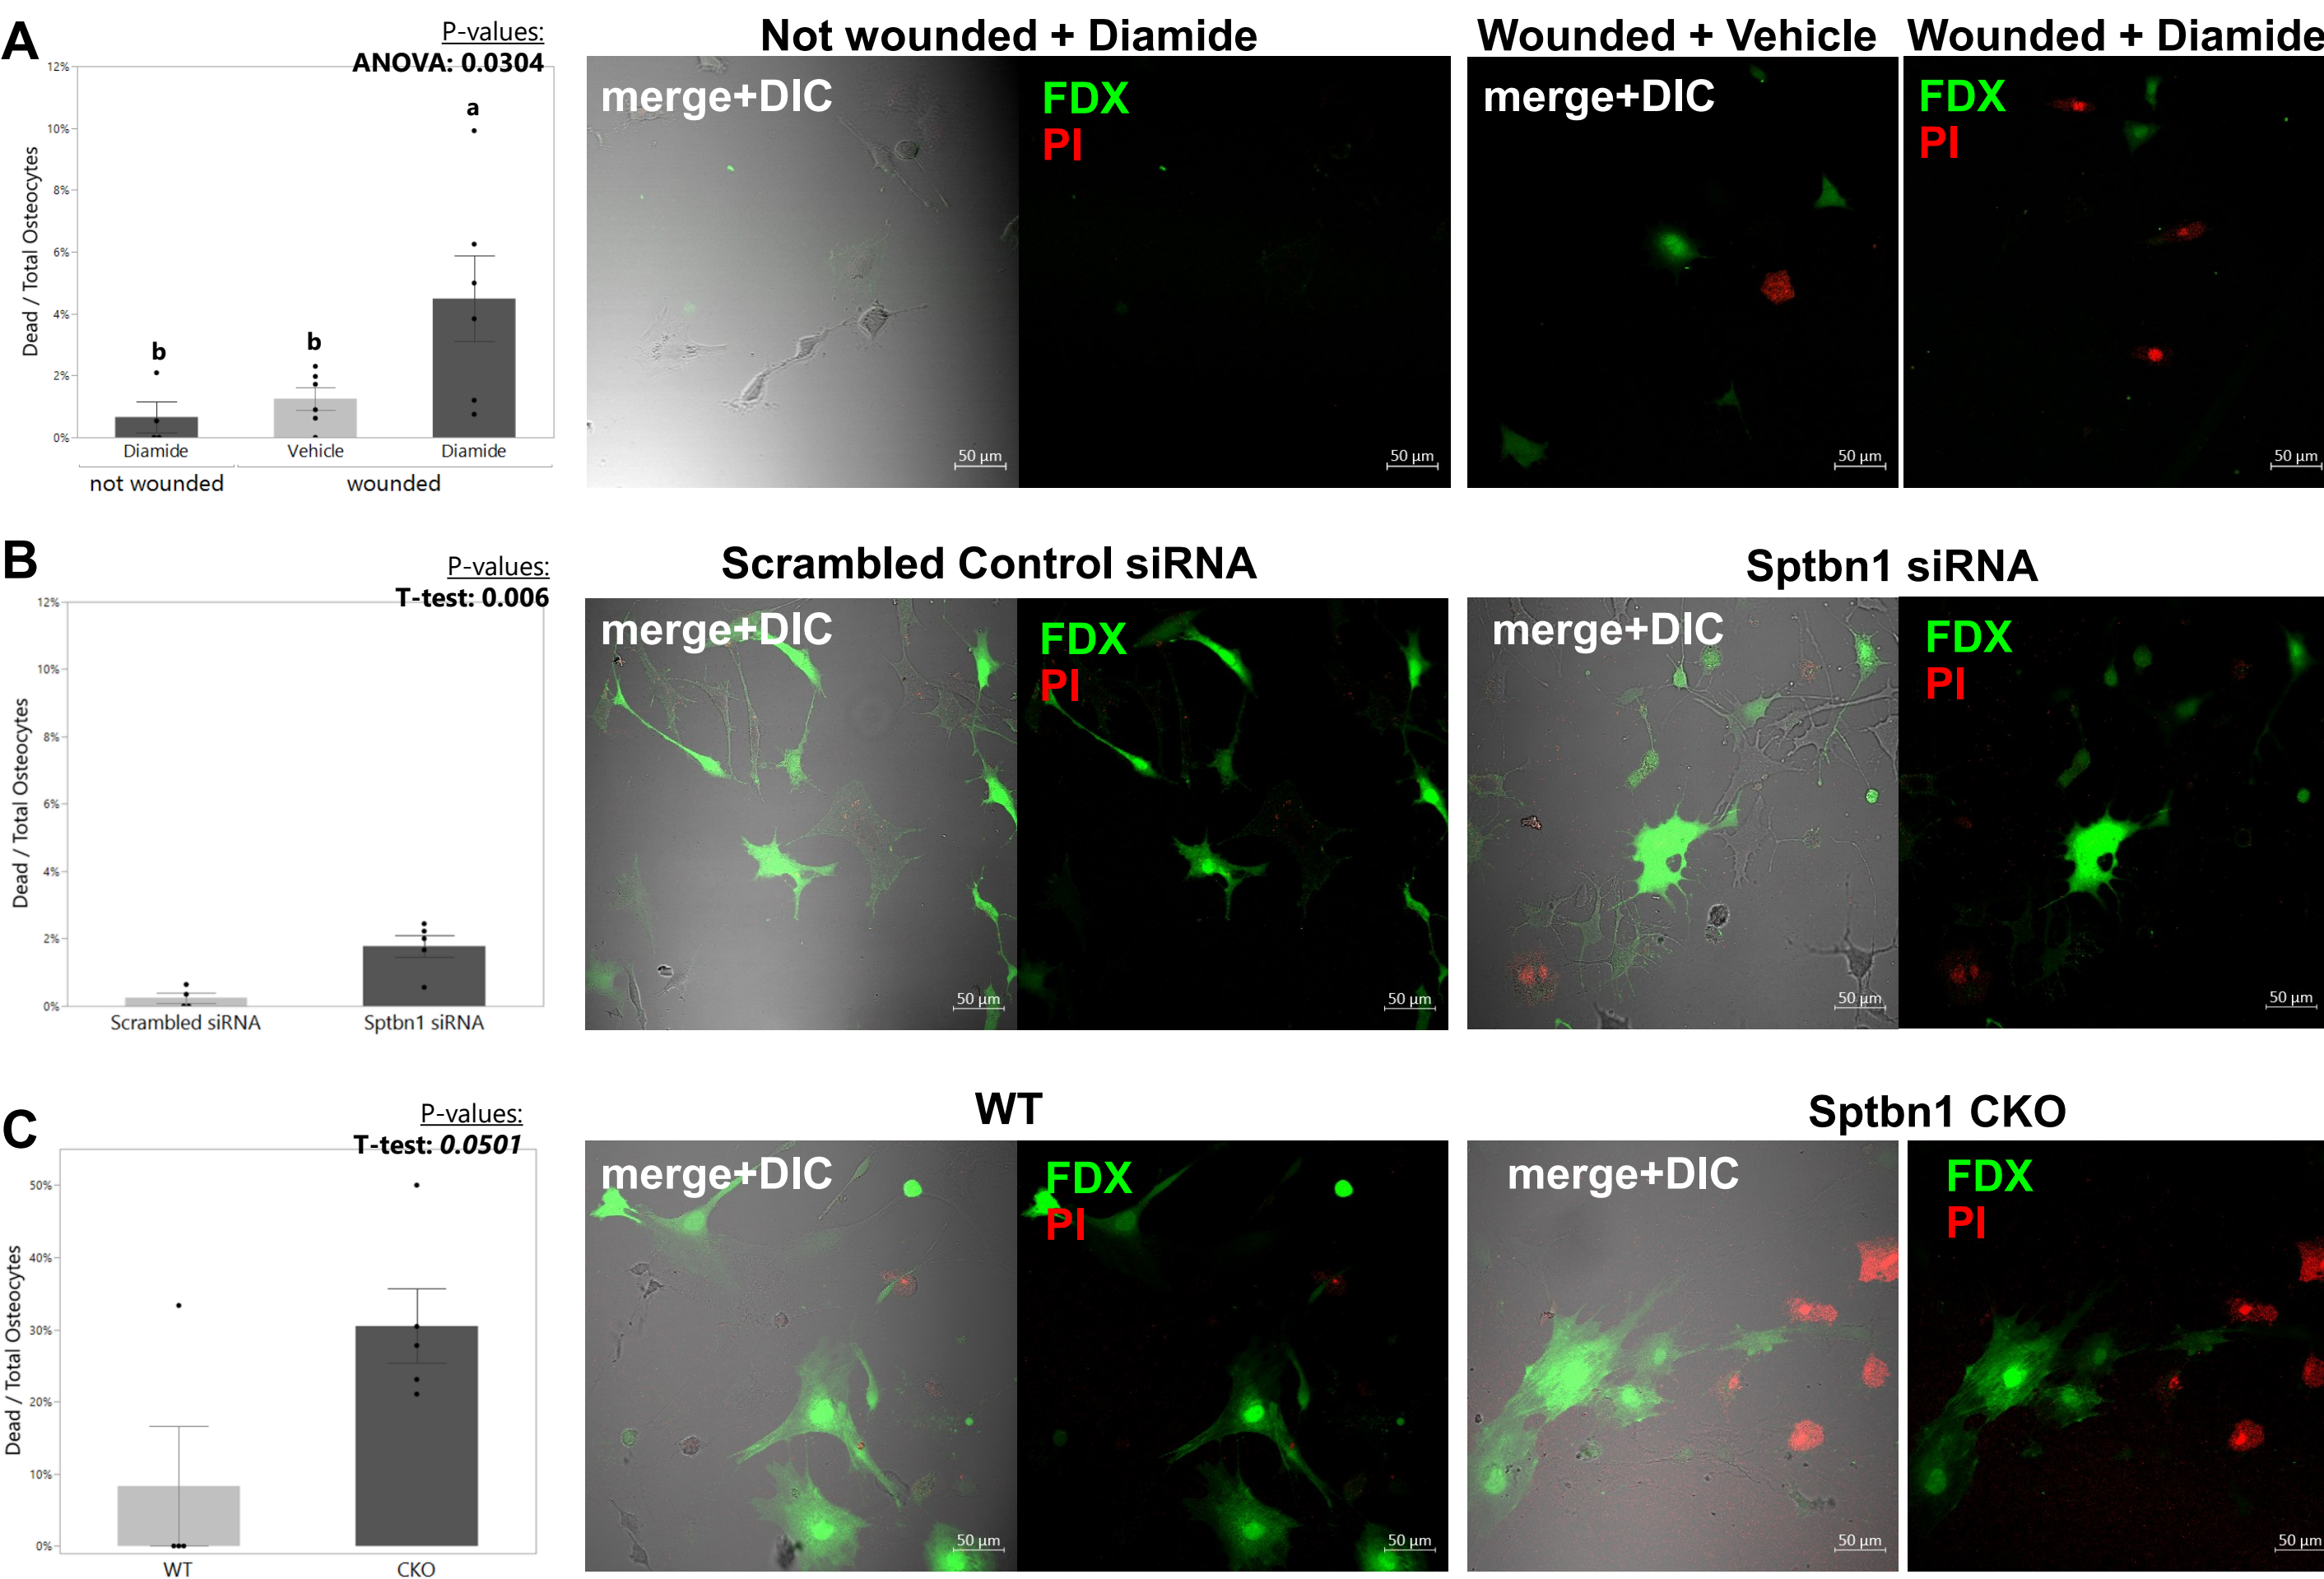 A
P-values:
ANOVA: 0.0304
12%
10%
8%
6%
4%
2%
0%
Dead / Total Osteocytes
b
b
a
Diamide
Vehicle
Diamide
not wounded
wounded
Not wounded + Diamide
merge+DIC
50 µm
FDX
PI
50 µm
Wounded + Vehicle
merge+DIC
50 µm
Wounded + Diamide
FDX
PI
50 µm
B
P-values:
T-test: 0.006
12%
10%
8%
6%
4%
2%
0%
Dead / Total Osteocytes
Scrambled siRNA
Sptbn1 siRNA
Scrambled Control siRNA
merge+DIC
50 µm
FDX
PI
50 µm
Sptbn1 siRNA
merge+DIC
50 µm
FDX
PI
50 µm
C
P-values:
T-test: 0.0501
50%
40%
30%
20%
10%
0%
Dead / Total Osteocytes
WT
CKO
WT
merge+DIC
50 µm
FDX
PI
50 µm
Sptbn1 CKO
merge+DIC
50 µm
FDX
PI
50 µm